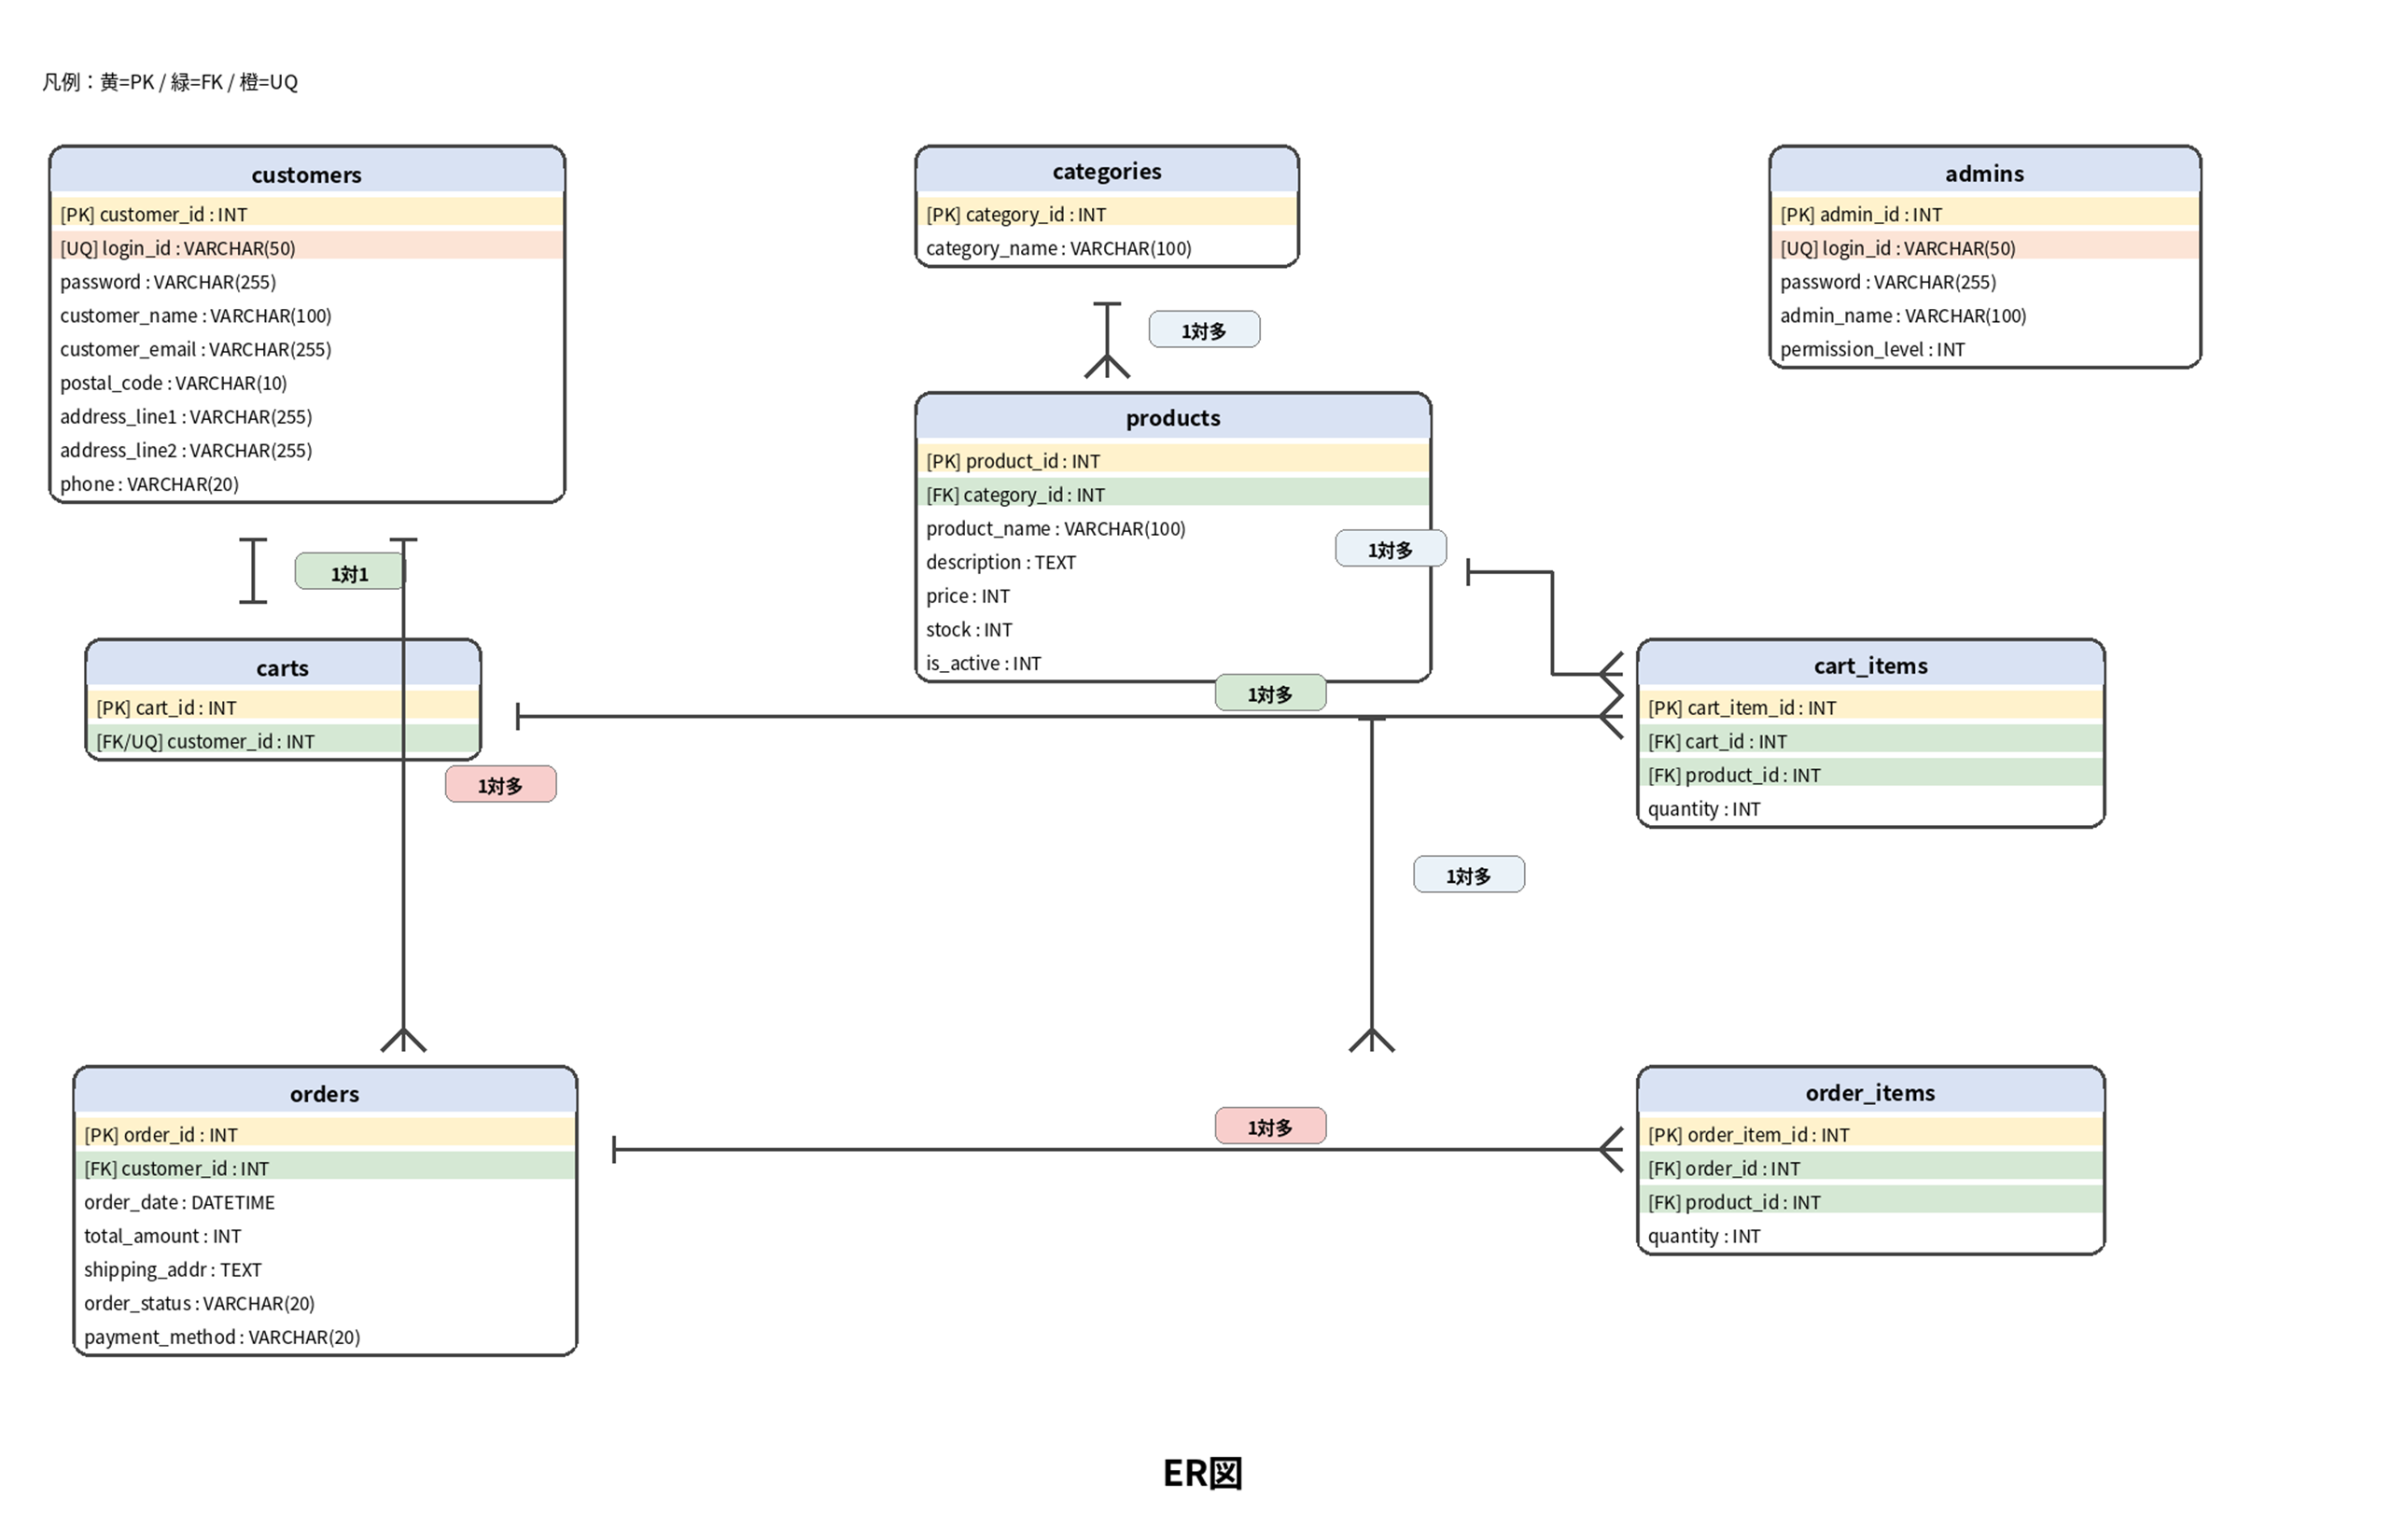 凡例：黄=PK / 緑=FK / 橙=UQ
customers
[PK] customer_id : INT
[UQ] login_id : VARCHAR(50)
password : VARCHAR(255)
customer_name : VARCHAR(100)
customer_email : VARCHAR(255)
postal_code : VARCHAR(10)
address_line1 : VARCHAR(255)
address_line2 : VARCHAR(255)
phone : VARCHAR(20)
categories
[PK] category_id : INT
category_name : VARCHAR(100)
admins
[PK] admin_id : INT
[UQ] login_id : VARCHAR(50)
password : VARCHAR(255)
admin_name : VARCHAR(100)
permission_level : INT
1対多
products
[PK] product_id : INT
[FK] category_id : INT
product_name : VARCHAR(100)
description : TEXT
price : INT
stock : INT
is_active : INT
1対多
1対1
carts
[PK] cart_id : INT
[FK/UQ] customer_id : INT
1対多
1対多
cart_items
[PK] cart_item_id : INT
[FK] cart_id : INT
[FK] product_id : INT
quantity : INT
1対多
orders
[PK] order_id : INT
[FK] customer_id : INT
order_date : DATETIME
total_amount : INT
shipping_addr : TEXT
order_status : VARCHAR(20)
payment_method : VARCHAR(20)
1対多
order_items
[PK] order_item_id : INT
[FK] order_id : INT
[FK] product_id : INT
quantity : INT
ER図